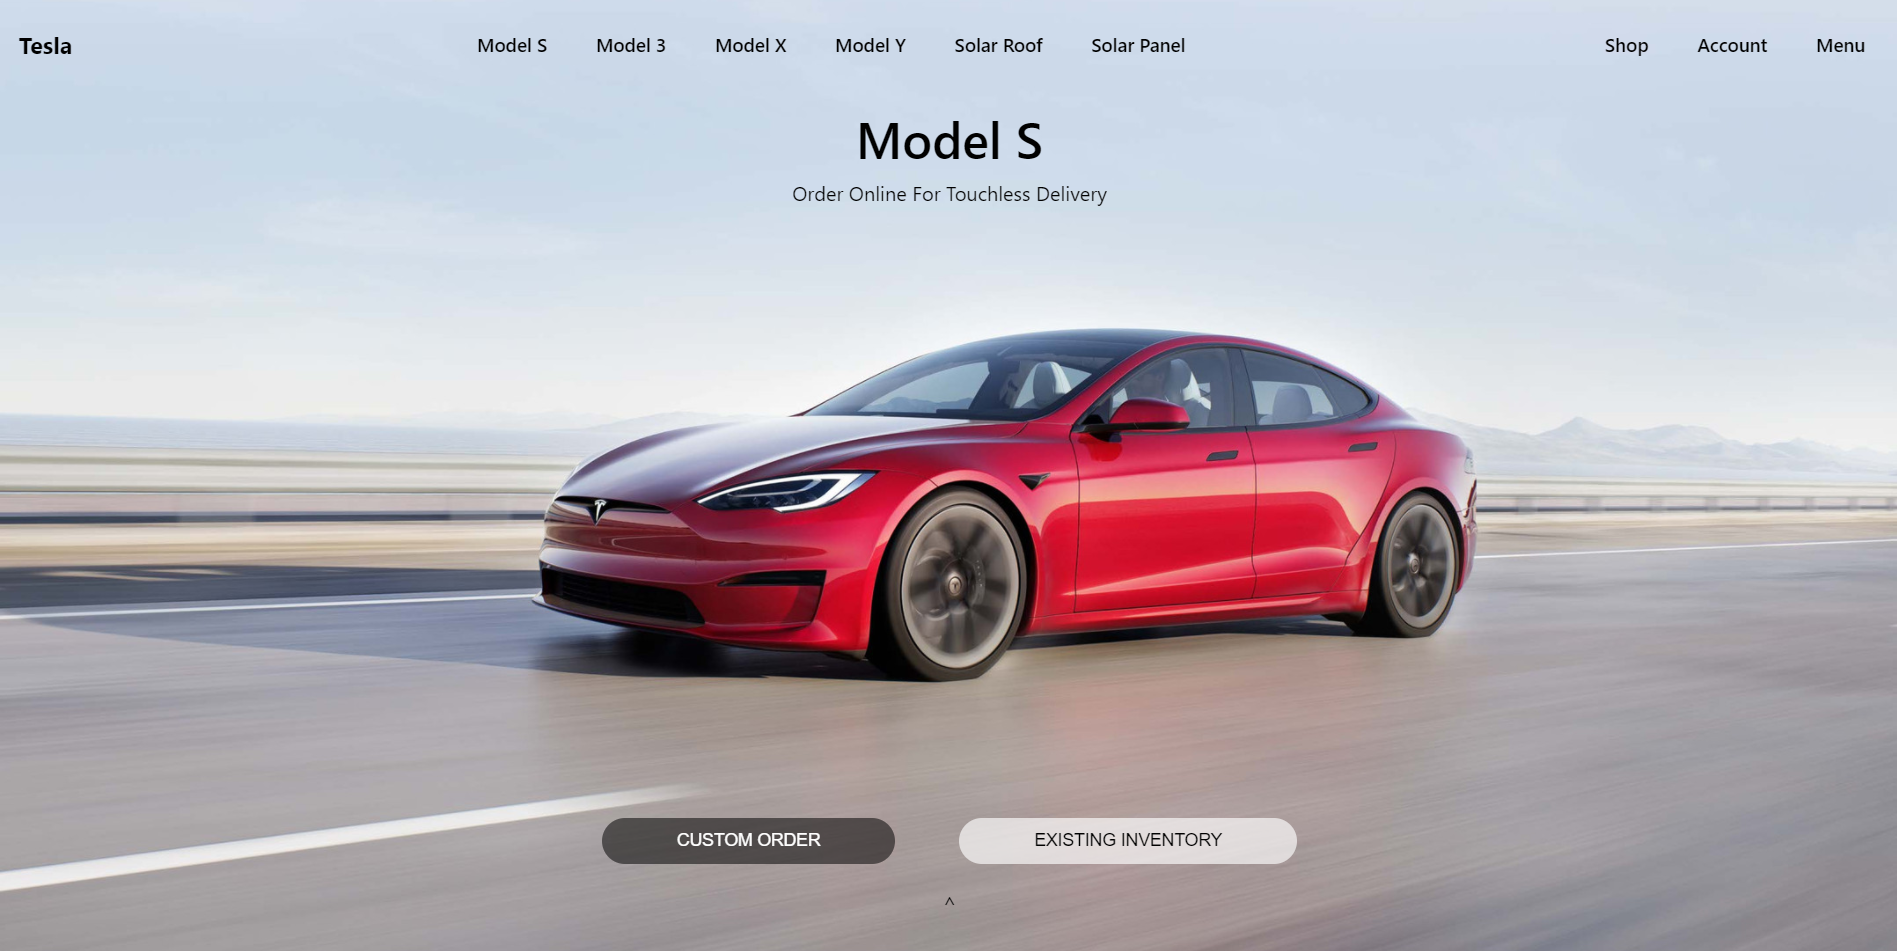 Tesla
Model S Model 3 Model X Model Y Solar Roof Solar Panel
Shop Account Menu
Model S
Order Online For Touchless Delivery
CUSTOM ORDER
EXISTING INVENTORY
^